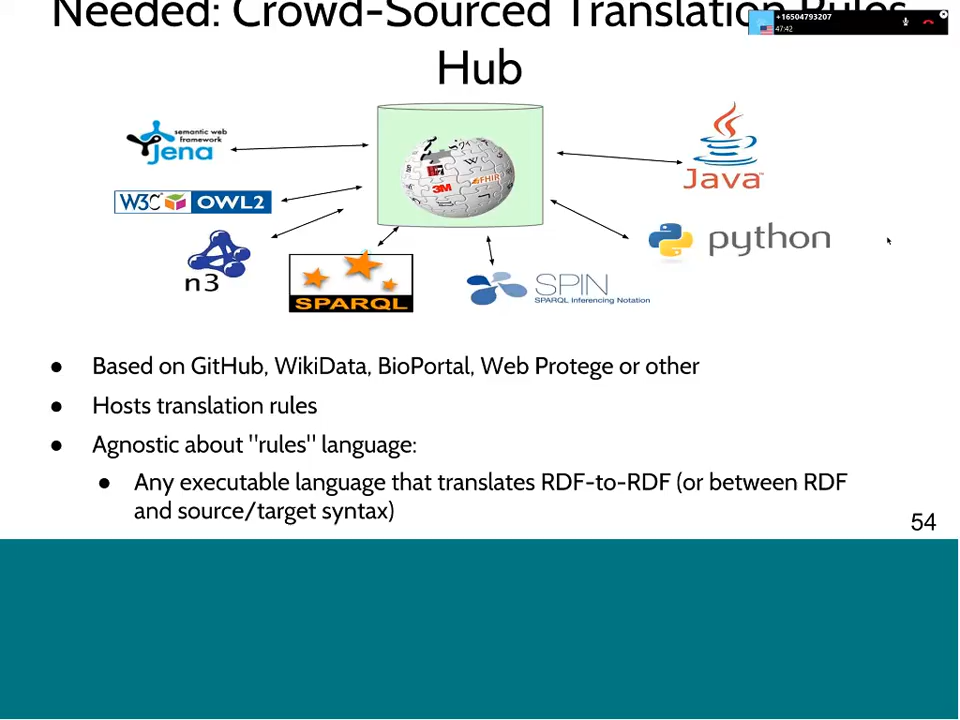 Needed: Crowd-Sourced Translation Rules
Hub
+16504793207
47:42
semantic web
framework
Jena
W3C OWL2
n3
SPARQL
W
3M
FHIR
SPIN
SPARQL Inferencing Notation
Java
python
● Based on GitHub, WikiData, BioPortal, Web Protege or other
● Hosts translation rules
● Agnostic about "rules" language:
● Any executable language that translates RDF-to-RDF (or between RDF
and source/target syntax)
54